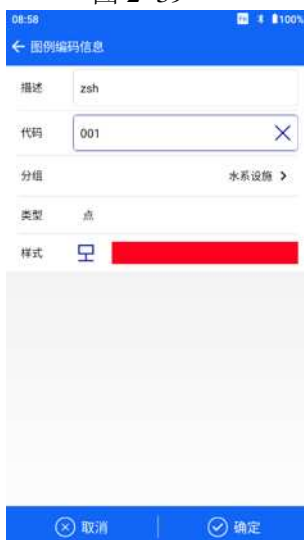 图 2-39
08:58 100%
← 图例编码信息
描述 zsh
代码 001
分组 水系设施 >
类型 点
样式
取消 确定